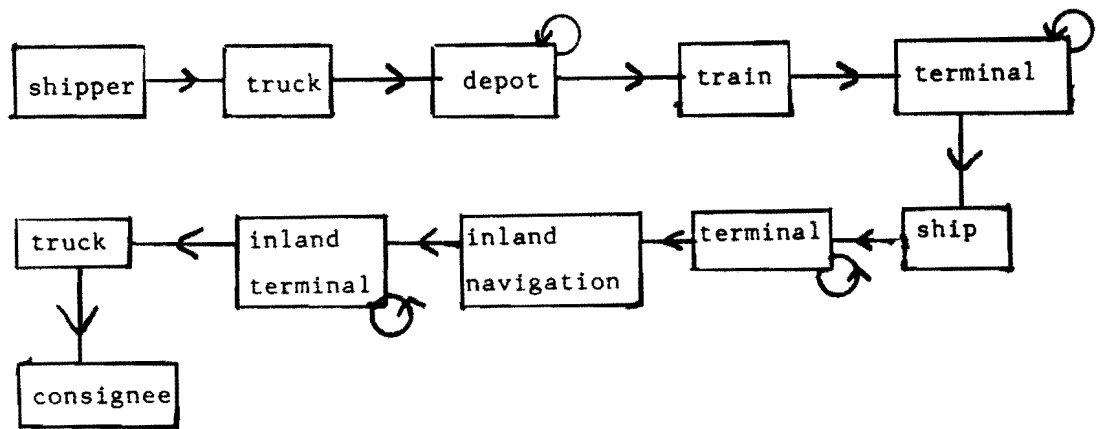 shipper
truck
depot
train
terminal
ship
terminal
inland
navigation
inland
terminal
truck
consignee